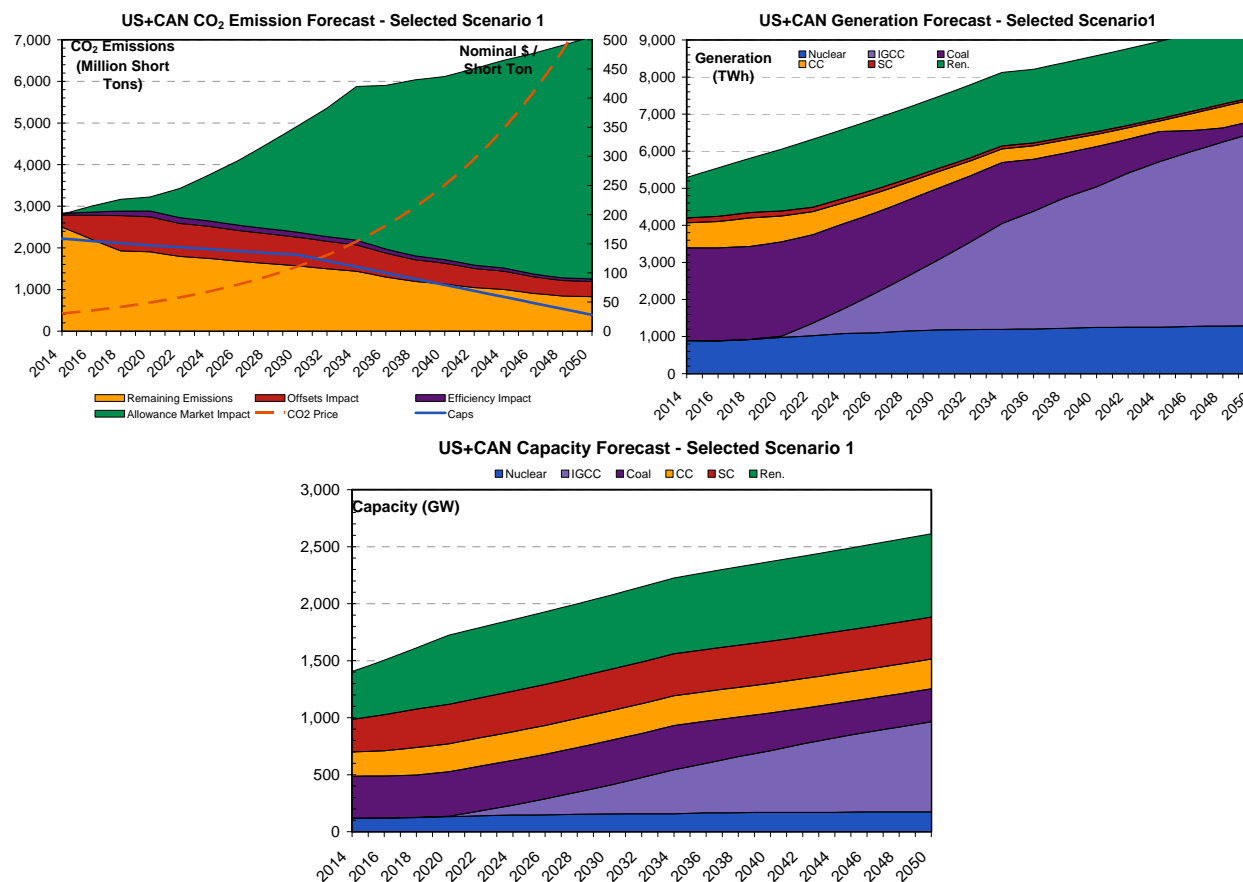 US+CAN CO2 Emission Forecast - Selected Scenario 1
CO2 Emissions
(Million Short
Tons)
Nominal $ /
Short Ton
7,000
6,000
5,000
4,000
3,000
2,000
1,000
0
500
450
400
350
300
250
200
150
100
50
0
2014 2016 2018 2020 2022 2024 2026 2028 2030 2032 2034 2036 2038 2040 2042 2044 2046 2048 2050
Remaining Emissions Offsets Impact Efficiency Impact
Allowance Market Impact CO2 Price Caps
US+CAN Generation Forecast - Selected Scenario1
Generation
(TWh)
Nuclear IGCC Coal
CC SC Ren.
9,000
8,000
7,000
6,000
5,000
4,000
3,000
2,000
1,000
0
2014 2016 2018 2020 2022 2024 2026 2028 2030 2032 2034 2036 2038 2040 2042 2044 2046 2048
US+CAN Capacity Forecast - Selected Scenario 1
Nuclear IGCC Coal CC SC Ren.
Capacity (GW)
3,000
2,500
2,000
1,500
1,000
500
0
2014 2016 2018 2020 2022 2024 2026 2028 2030 2032 2034 2036 2038 2040 2042 2044 2046 2048 2050